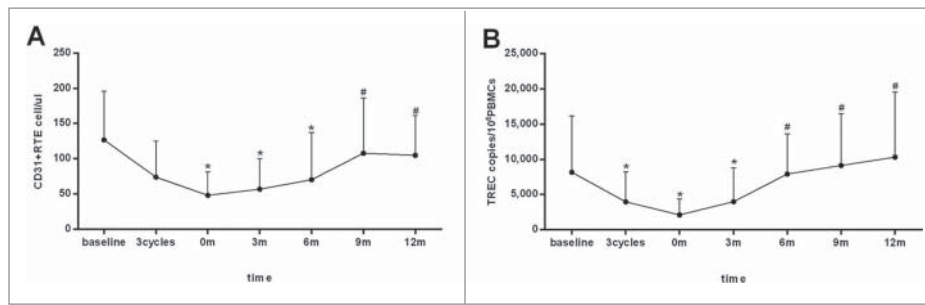 A
250
200
150
100
50
0
CD31+RTE cell/ul
* * * # #
baseline 3cycles 0m 3m 6m 9m 12m
time
B
25,000
20,000
15,000
10,000
5,000
0
TREC copies/10⁶PBMCs
* * * # # #
baseline 3cycles 0m 3m 6m 9m 12m
time